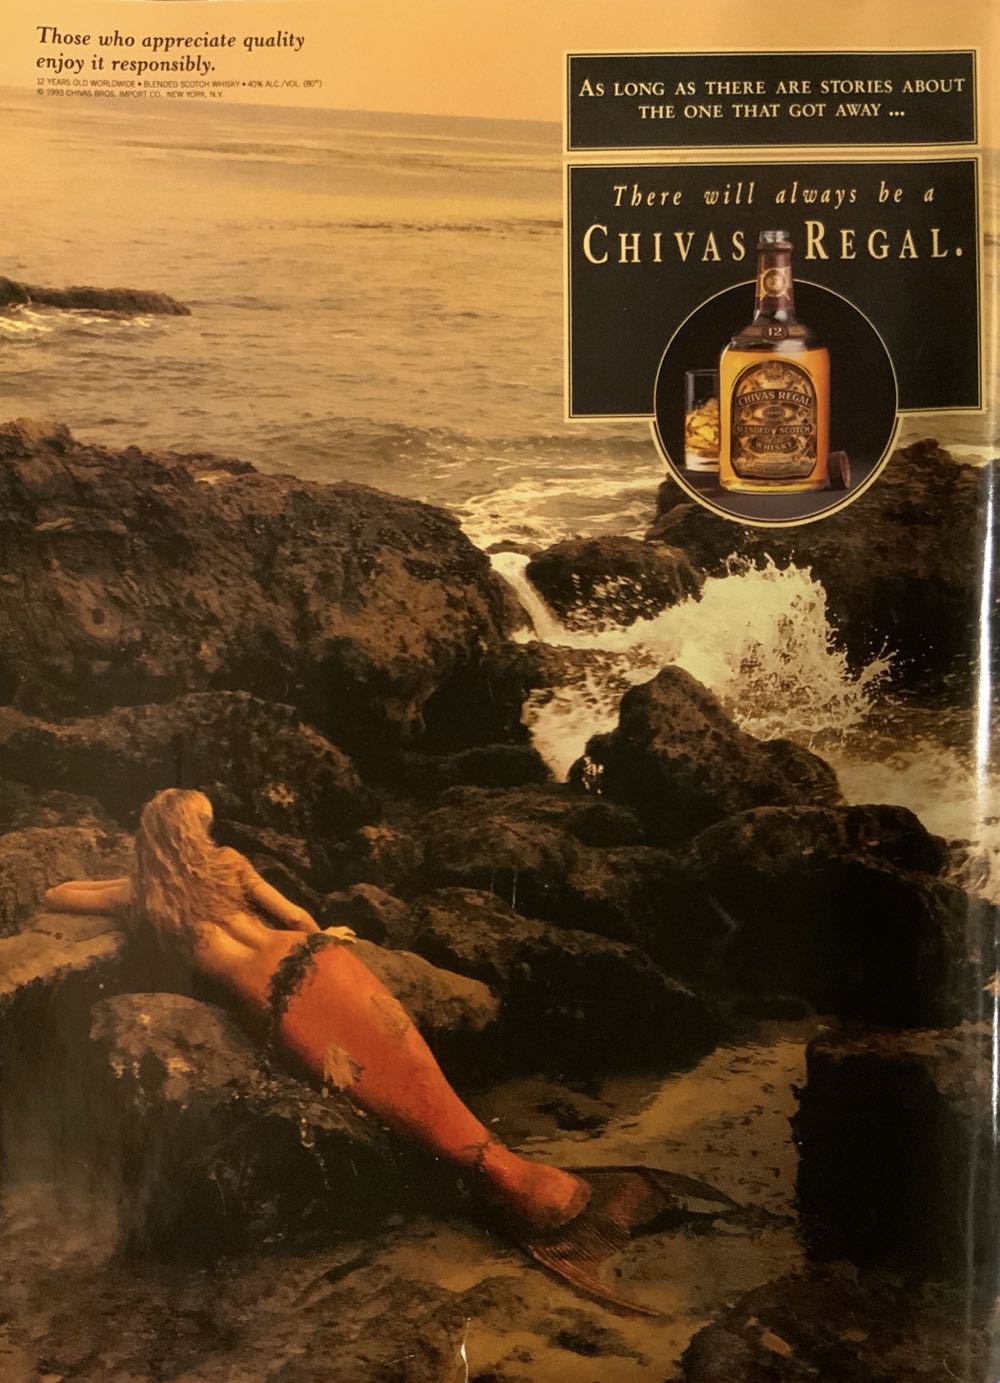 Those who appreciate quality
enjoy it responsibly.
12 YEARS OLD WORLDWIDE • BLENDED SCOTCH WHISKY • 40% ALC./VOL. (80°)
© 1993 CHIVAS BROS. IMPORT CO., NEW YORK, N.Y.
AS LONG AS THERE ARE STORIES ABOUT
THE ONE THAT GOT AWAY ...
There will always be a
CHIVAS REGAL.
12
CHIVAS REGAL
BLENDED SCOTCH
WHISKY